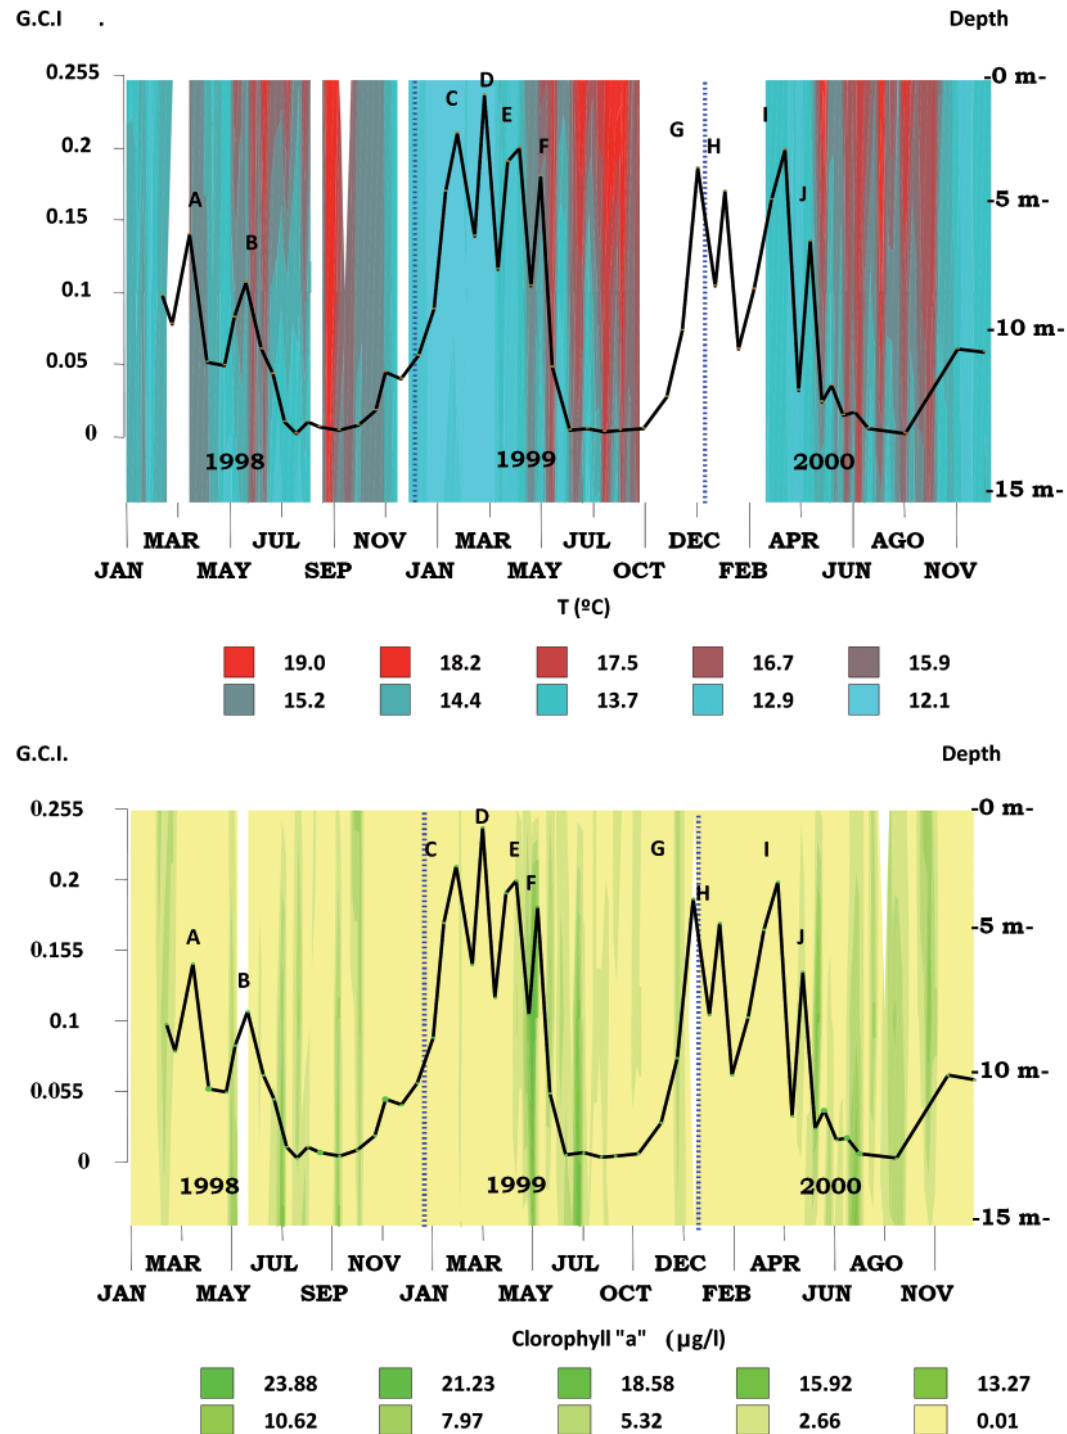 G.C.I .
Depth
0.255
-0 m-
D
C
E
I
G
H
0.2
F
A
J
-5 m-
0.15
B
0.1
-10 m-
0.05
0
1998
1999
2000
-15 m-
MAR JUL NOV MAR JUL DEC APR AGO
JAN MAY SEP JAN MAY OCT FEB JUN NOV
T (ºC)
19.0 18.2 17.5 16.7 15.9
15.2 14.4 13.7 12.9 12.1
G.C.I.
Depth
0.255
-0 m-
D
C
E
G
I
0.2
F
H
-5 m-
A
J
0.155
B
0.1
-10 m-
0.055
0
1998
1999
2000
-15 m-
MAR JUL NOV MAR JUL DEC APR AGO
JAN MAY SEP JAN MAY OCT FEB JUN NOV
Clorophyll "a" (µg/l)
23.88 21.23 18.58 15.92 13.27
10.62 7.97 5.32 2.66 0.01